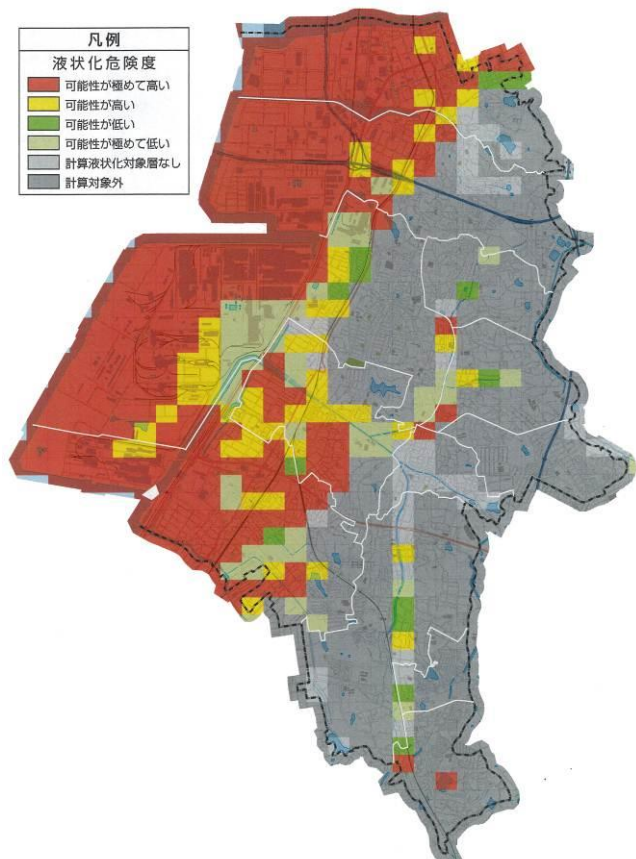 凡例
液状化危険度
可能性が極めて高い
可能性が高い
可能性が低い
可能性が極めて低い
計算液状化対象層なし
計算対象外